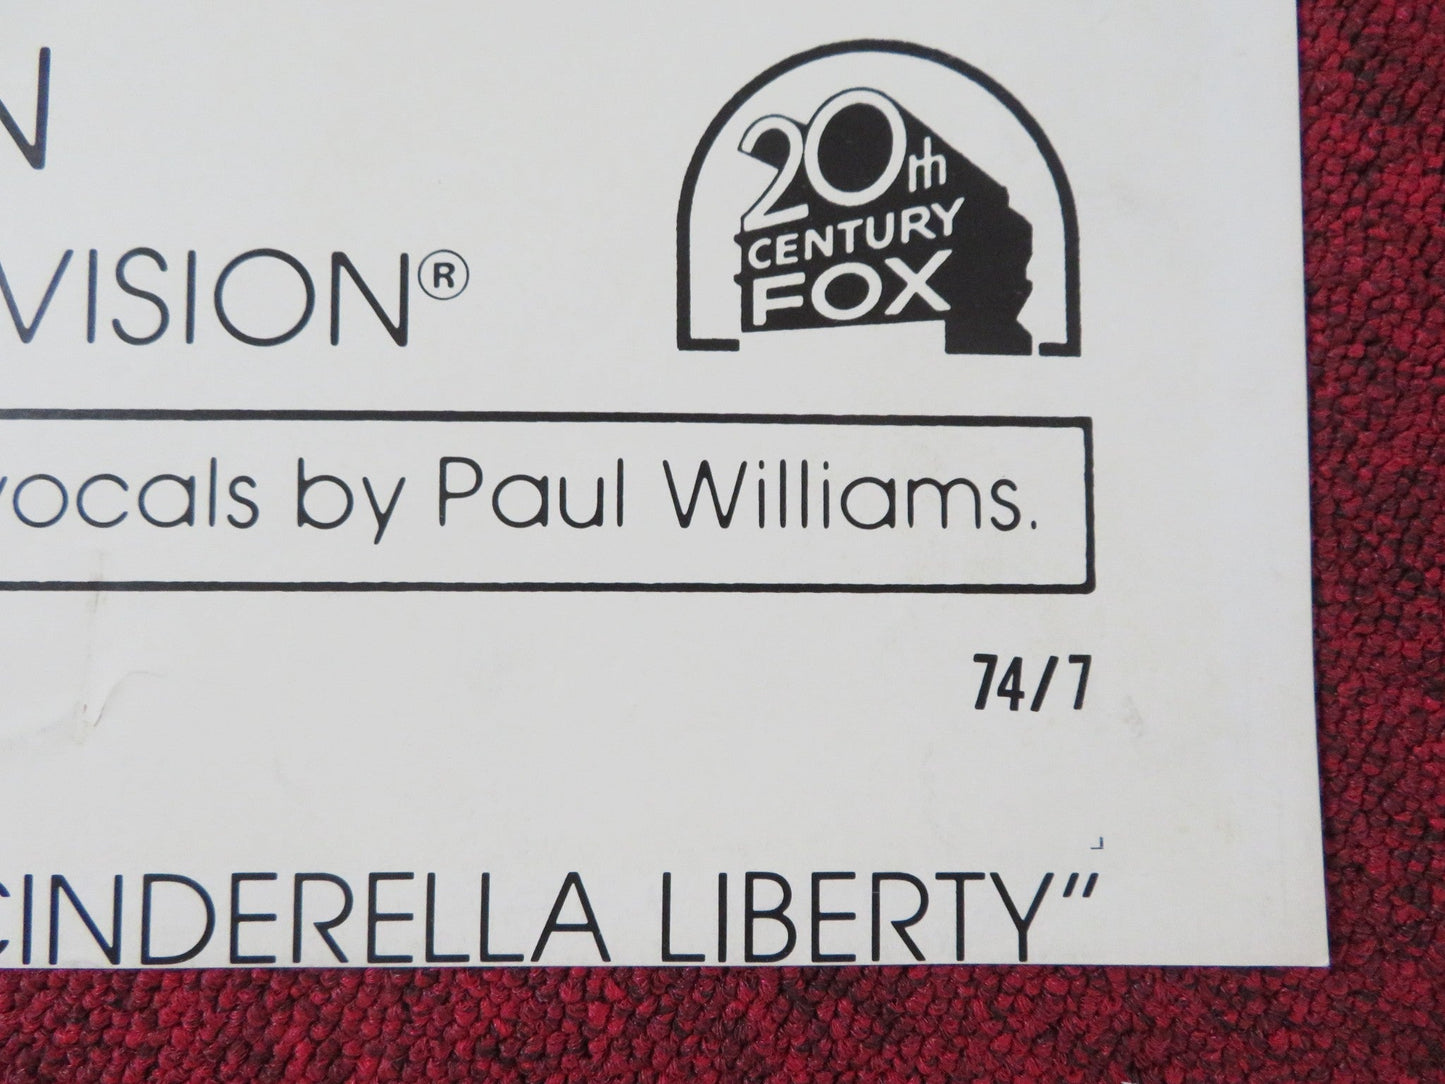 N
VISION®
20th
CENTURY
FOX
vocals by Paul Williams.
74/7
CINDERELLA LIBERTY"